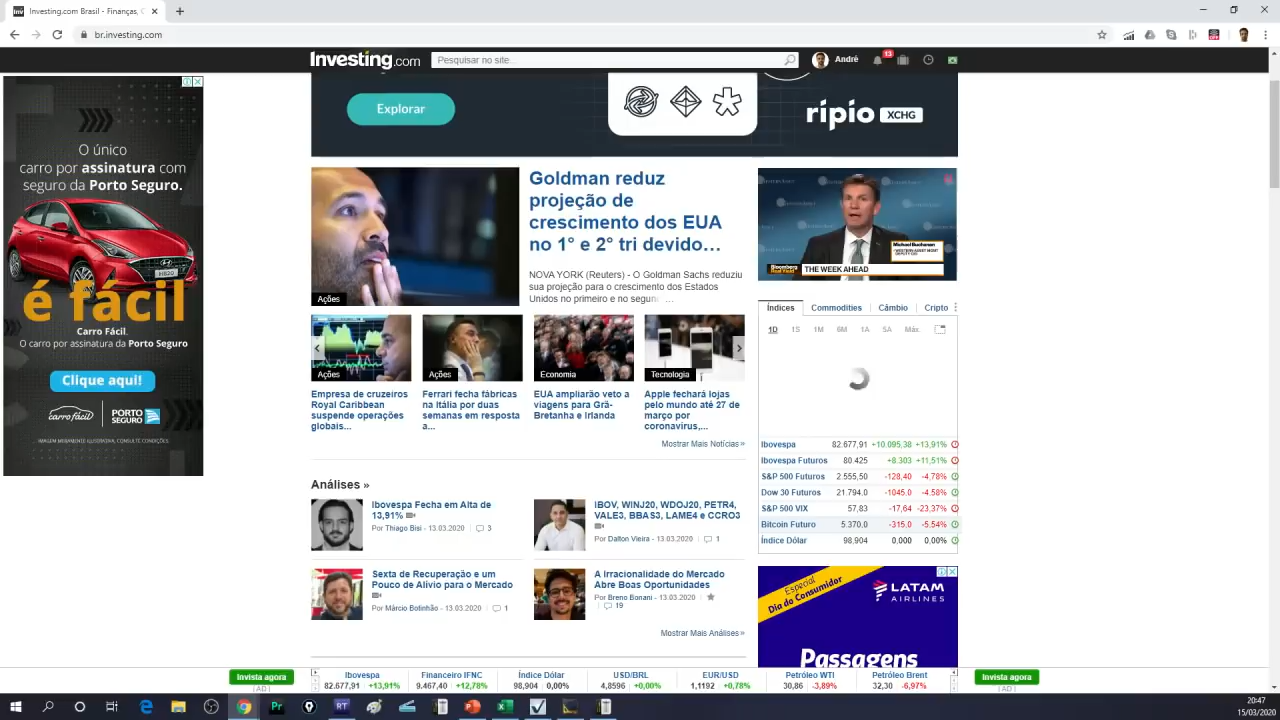 Investing.com Brasil - Finanças, C
br.investing.com
Investing.com
Pesquisar no site...
André
13
O único
carro por assinatura com
seguro da Porto Seguro.
HB20
é fácil
Carro Fácil.
O carro por assinatura da Porto Seguro
Clique aqui!
carro fácil
PORTO SEGURO
IMAGEM MERAMENTE ILUSTRATIVA, CONSULTE CONDIÇÕES.
Explorar
ripio XCHG
Ações
Goldman reduz
projeção de
crescimento dos EUA
no 1° e 2° tri devido...
NOVA YORK (Reuters) - O Goldman Sachs reduziu
sua projeção para o crescimento dos Estados
Unidos no primeiro e no segun ...
Ações
Empresa de cruzeiros
Royal Caribbean
suspende operações
globais...
Ações
Ferrari fecha fábricas
na Itália por duas
semanas em resposta
a...
Economia
EUA ampliarão veto a
viagens para Grã-
Bretanha e Irlanda
Tecnologia
Apple fechará lojas
pelo mundo até 27 de
março por
coronavírus,...
Mostrar Mais Notícias »
Análises »
Ibovespa Fecha em Alta de
13,91%
Por Thiago Bisi - 13.03.2020 | 3
IBOV, WINJ20, WDOJ20, PETR4,
VALE3, BBAS3, LAME4 e CCRO3
Por Dalton Vieira - 13.03.2020 | 1
Sexta de Recuperação e um
Pouco de Alívio para o Mercado
Por Márcio Botinhão - 13.03.2020 | 1
A Irracionalidade do Mercado
Abre Boas Oportunidades
Por Breno Bonani - 13.03.2020
| 19
Mostrar Mais Análises »
Michael Buchanan
Bloomberg
THE WEEK AHEAD
Índices Commodities Câmbio Cripto
1D 1S 1M 6M 1A 5A Máx.
Ibovespa 82.677,91 +10.095,38 +13,91%
Ibovespa Futuros 80.425 +8.303 +11,51%
S&P 500 Futuros 2.555,50 -128,40 -4,78%
Dow 30 Futuros 21.794,0 -1045,0 -4,58%
S&P 500 VIX 57,83 -17,64 -23,37%
Bitcoin Futuro 5.370,0 -315,0 -5,54%
Índice Dólar 98,904 0,000 0,00%
Especial
Dia do Consumidor
LATAM
AIRLINES
Passagens
Invista agora
[AD]
Ibovespa
82.677,91 +13,91%
Financeiro IFNC
9.467,40 +12,78%
Índice Dólar
98,904 0,00%
USD/BRL
4,8596 +0,00%
EUR/USD
1,1192 +0,78%
Petróleo WTI
30,86 -3,89%
Petróleo Brent
32,30 -6,97%
Invista agora
[AD]
20:47
15/03/2020